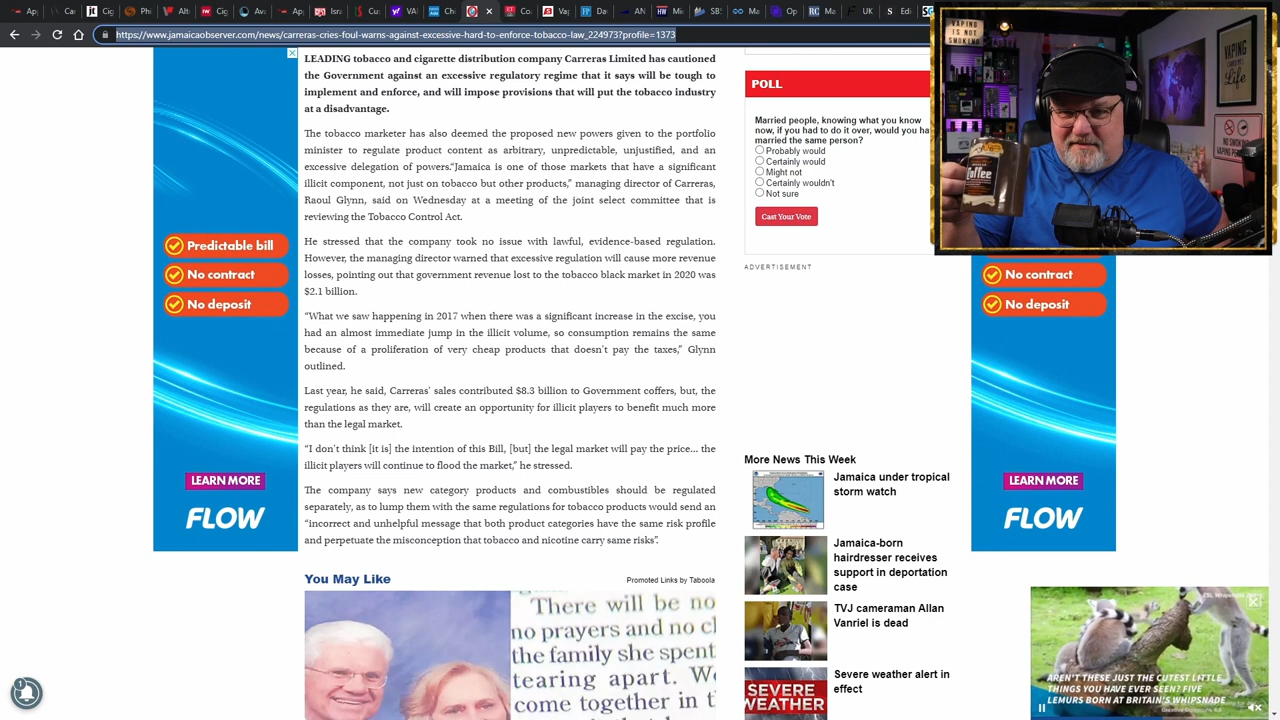 SE
Car
Me
JM
Yo
Ma
Me
SB
Me
Op
RC
Mo
F
UK
S
Edi
S
https://www.jamaicaobserver.com/news/carreras-cries-foul-warns-against-excessive-hard-to-enforce-tobacco-law_224973?profile=1373
LEADING tobacco and cigarette distribution company Carreras Limited has cautioned
the Government against an excessive regulatory regime that it says will be tough to
implement and enforce, and will impose provisions that will put the tobacco industry
at a disadvantage.
The tobacco marketer has also deemed the proposed new powers given to the portfolio
minister to regulate product content as arbitrary, unpredictable, unjustified, and an
excessive delegation of powers.“Jamaica is one of those markets that have a significant
illicit component, not just on tobacco but other products,” managing director of Carreras,
Raoul Glynn, said on Wednesday at a meeting of the joint select committee that is
reviewing the Tobacco Control Act.
He stressed that the company took no issue with lawful, evidence-based regulation.
However, the managing director warned that excessive regulation will cause more revenue
losses, pointing out that government revenue lost to the tobacco black market in 2020 was
$2.1 billion.
“What we saw happening in 2017 when there was a significant increase in the excise, you
had an almost immediate jump in the illicit volume, so consumption remains the same
because of a proliferation of very cheap products that doesn’t pay the taxes,” Glynn
outlined.
Last year, he said, Carreras’ sales contributed $8.3 billion to Government coffers, but, the
regulations as they are, will create an opportunity for illicit players to benefit much more
than the legal market.
“I don’t think [it is] the intention of this Bill, [but] the legal market will pay the price... the
illicit players will continue to flood the market,” he stressed.
The company says new category products and combustibles should be regulated
separately, as to lump them with the same regulations for tobacco products would send an
“incorrect and unhelpful message that both product categories have the same risk profile
and perpetuate the misconception that tobacco and nicotine carry same risks”.
You May Like
Promoted Links by Taboola
There will be no
no prayers and no c
the family she spent
tearing apart. We
come together in t
Predictable bill
No contract
No deposit
LEARN MORE
FLOW
POLL
Married people, knowing what you know
now, if you had to do it over, would you ha
married the same person?
Probably would
Certainly would
Might not
Certainly wouldn't
Not sure
Cast Your Vote
ADVERTISEMENT
More News This Week
Jamaica under tropical
storm watch
Jamaica-born
hairdresser receives
support in deportation
case
TVJ cameraman Allan
Vanriel is dead
Severe weather alert in
effect
SEVERE
WEATHER
VAPING
IS NOT
SMOKING
VAPING
Life
NO SMOKING
VAPING
No contract
No deposit
LEARN MORE
FLOW
AREN'T THESE JUST THE CUTEST LITTLE
THINGS YOU HAVE EVER SEEN? FIVE
LEMURS BORN AT BRITAIN'S WHIPSNADE